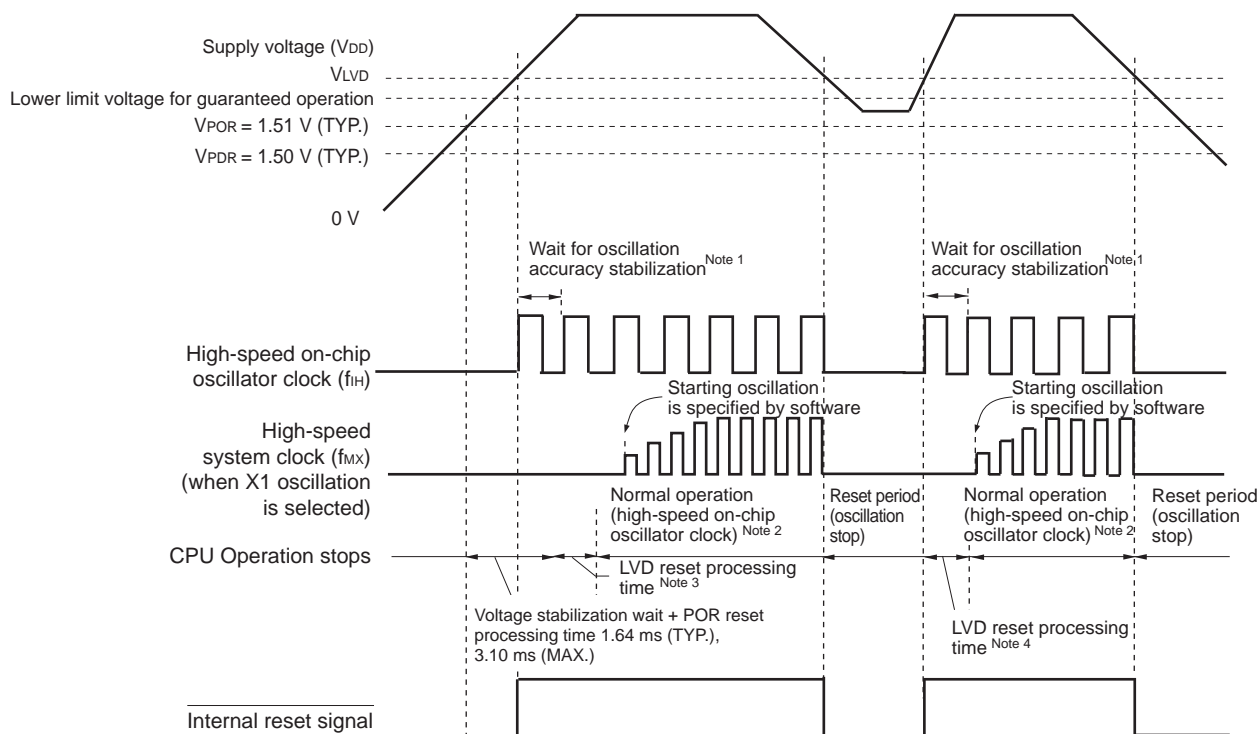 Supply voltage (VDD)
VLVD
Lower limit voltage for guaranteed operation
VPOR = 1.51 V (TYP.)
VPDR = 1.50 V (TYP.)
0 V
Wait for oscillation
accuracy stabilization Note 1
Wait for oscillation
accuracy stabilization Note 1
High-speed on-chip
oscillator clock (fIH)
Starting oscillation
is specified by software
Starting oscillation
is specified by software
High-speed
system clock (fMX)
(when X1 oscillation
is selected)
Normal operation
(high-speed on-chip
oscillator clock) Note 2
Reset period
(oscillation
stop)
Normal operation
(high-speed on-chip
oscillator clock) Note 2
Reset period
(oscillation
stop)
CPU Operation stops
LVD reset processing
time Note 3
Voltage stabilization wait + POR reset
processing time 1.64 ms (TYP.),
3.10 ms (MAX.)
LVD reset processing
time Note 4
Internal reset signal